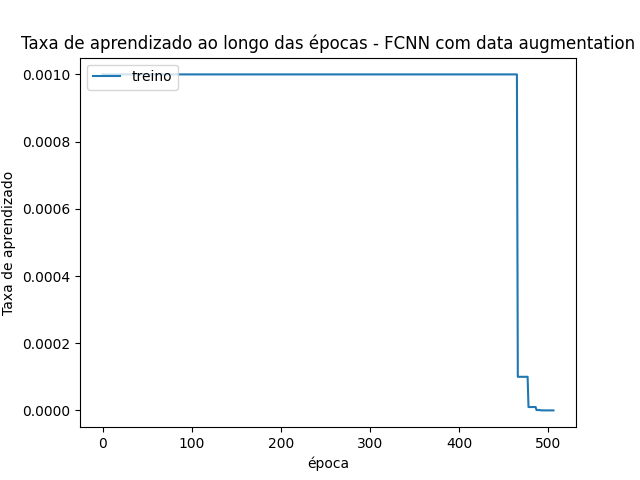 Taxa de aprendizado ao longo das épocas - FCNN com data augmentation
treino
Taxa de aprendizado
0.0010
0.0008
0.0006
0.0004
0.0002
0.0000
0 100 200 300 400 500
época